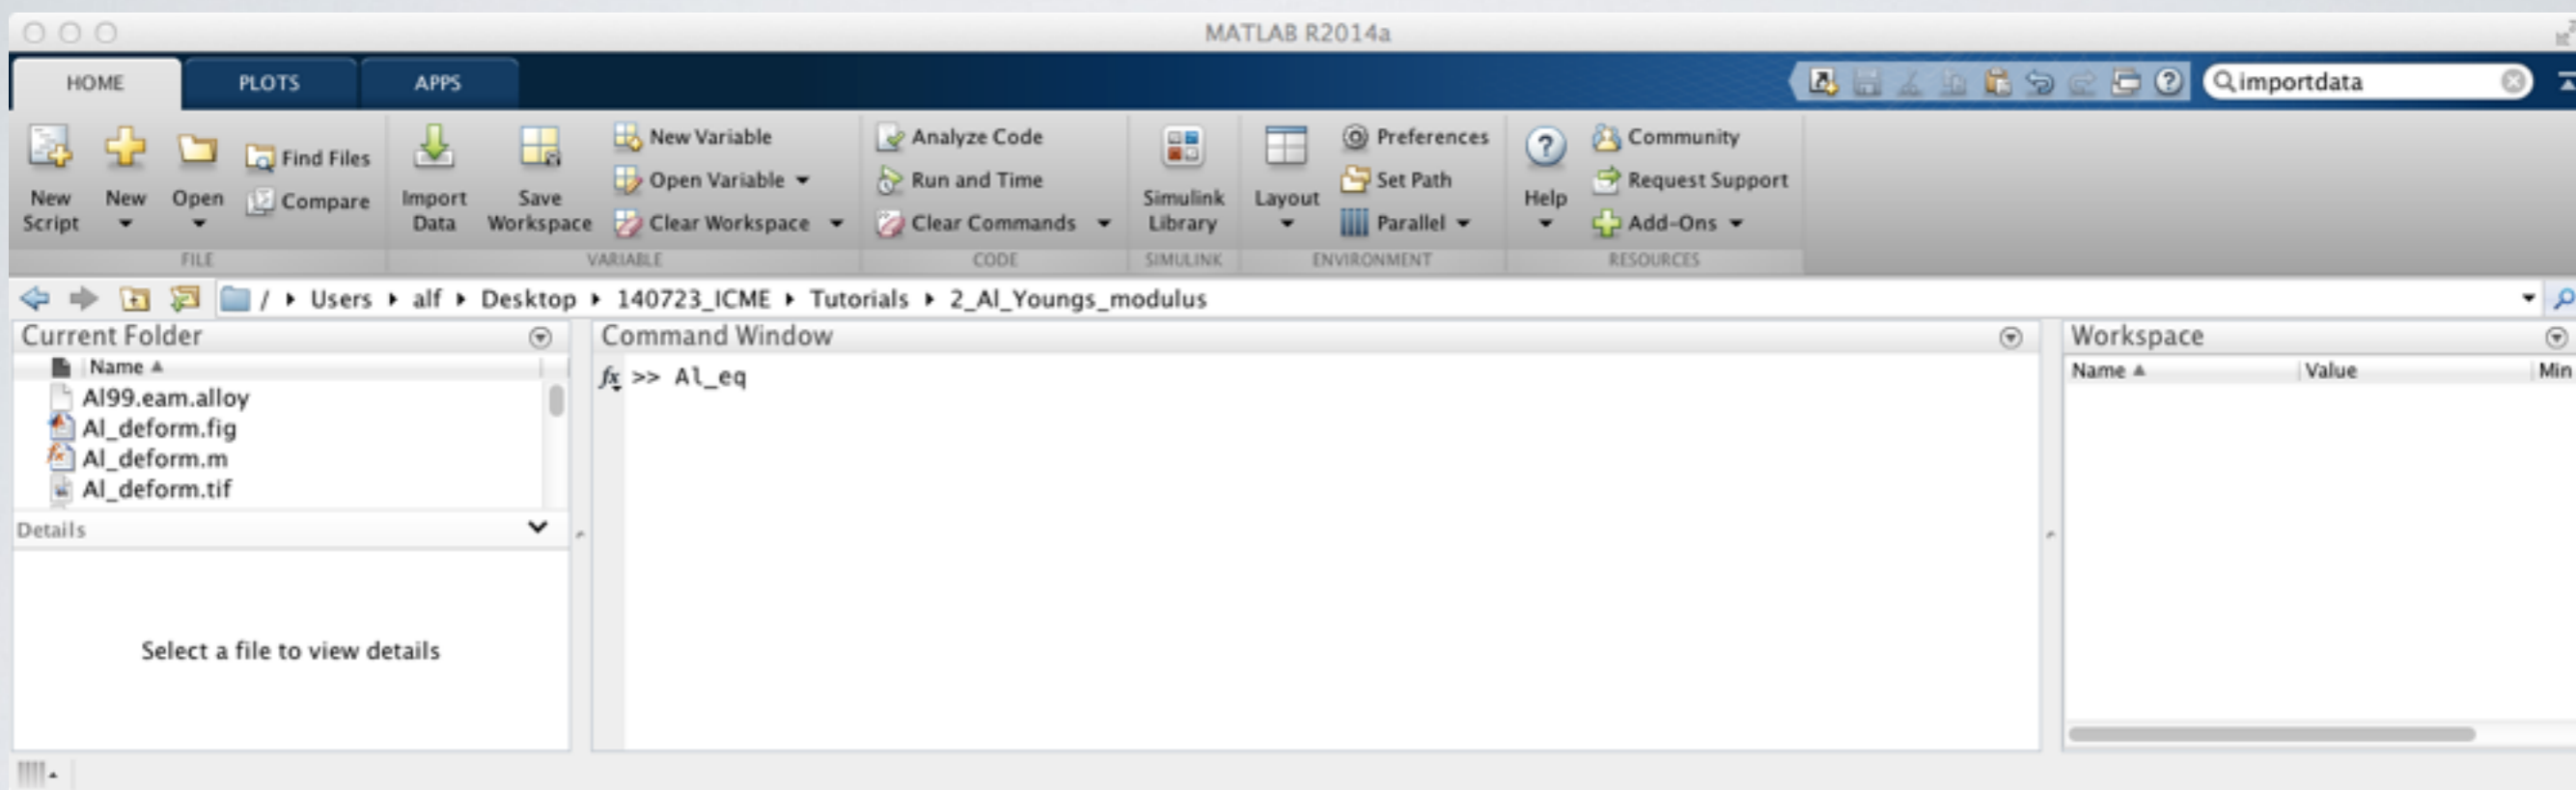 MATLAB R2014a
HOME PLOTS APPS importdata
New Script New Open Find Files Compare Import Data Save Workspace New Variable Open Variable Clear Workspace Analyze Code Run and Time Clear Commands Simulink Library Layout Preferences Set Path Parallel Help Community Request Support Add-Ons
FILE VARIABLE CODE SIMULINK ENVIRONMENT RESOURCES
/ Users alf Desktop 140723_ICME Tutorials 2_Al_Youngs_modulus
Current Folder
Name
Al99.eam.alloy
Al_deform.fig
Al_deform.m
Al_deform.tif
Details
Select a file to view details
Command Window
fx >> Al_eq
Workspace
Name Value Min